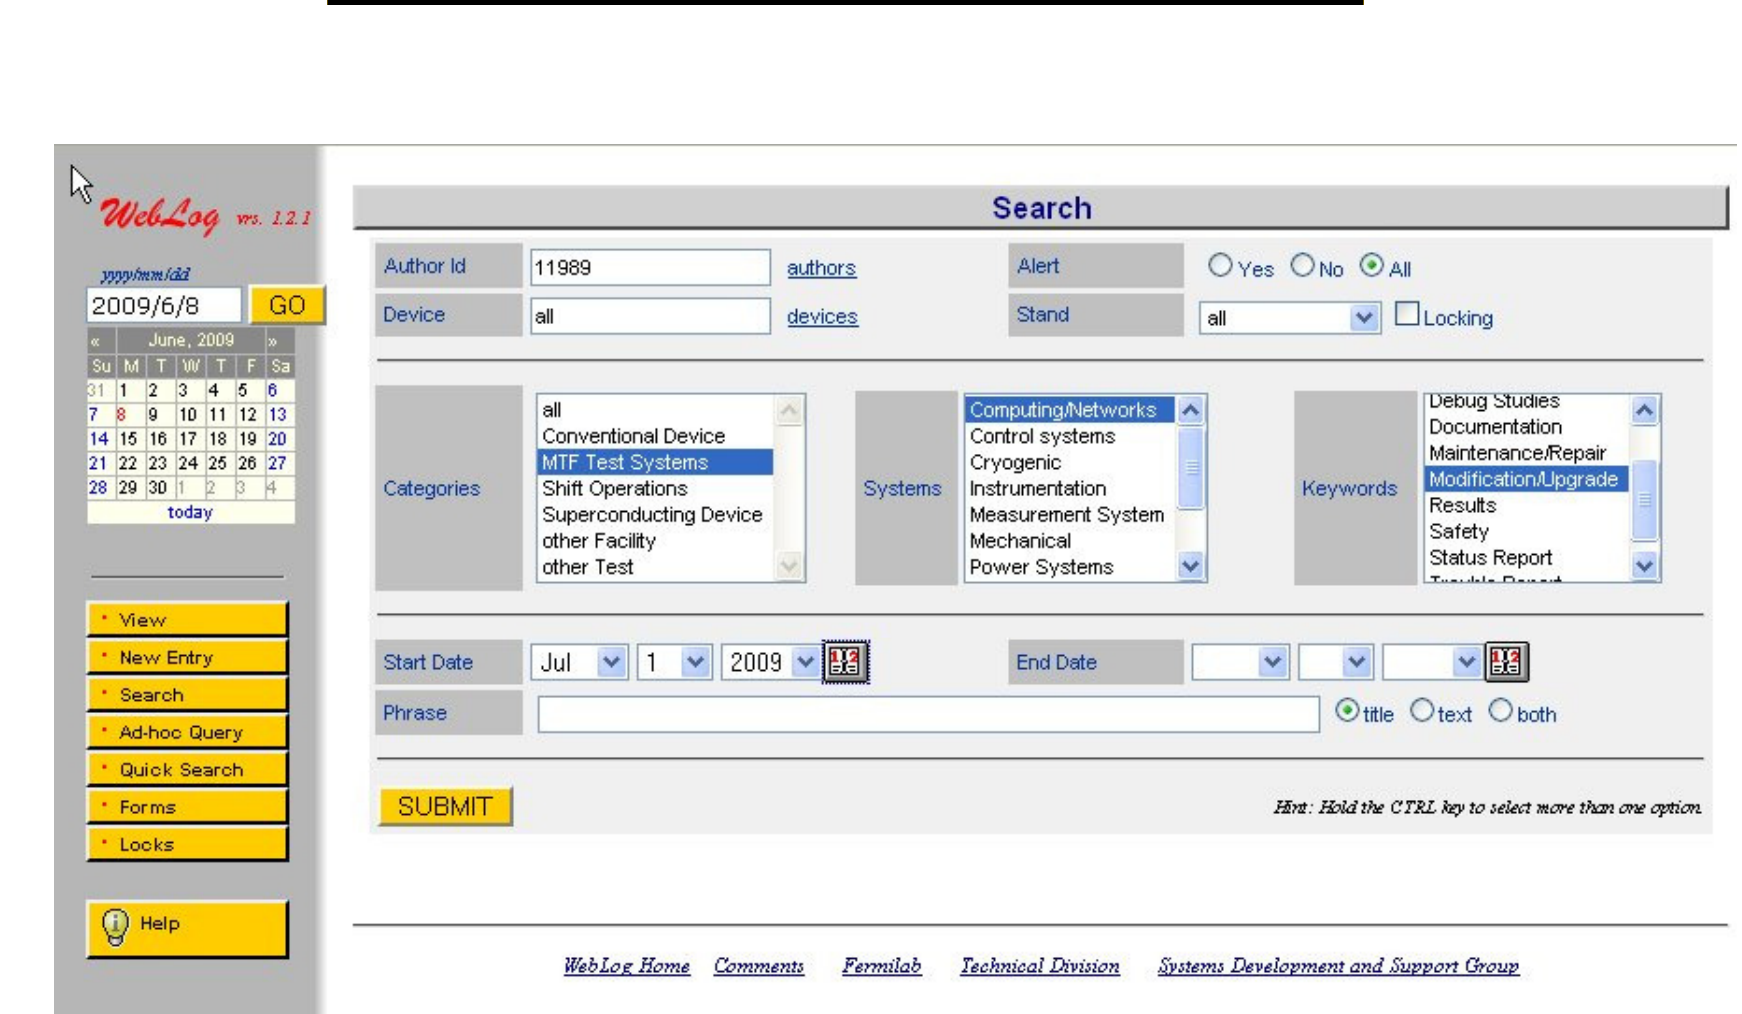 WebLog vrs. 1.2.1
yyyy/mm/dd
2009/6/8 GO
« June, 2009 »
Su M T W T F Sa
31 1 2 3 4 5 6
7 8 9 10 11 12 13
14 15 16 17 18 19 20
21 22 23 24 25 26 27
28 29 30 1 2 3 4
today
View
New Entry
Search
Ad-hoc Query
Quick Search
Forms
Locks
Help
Search
Author Id 11989 authors Alert Yes No All
Device all devices Stand all Locking
Categories
all
Conventional Device
MTF Test Systems
Shift Operations
Superconducting Device
other Facility
other Test
Systems
Computing/Networks
Control systems
Cryogenic
Instrumentation
Measurement System
Mechanical
Power Systems
Keywords
Debug Studies
Documentation
Maintenance/Repair
Modification/Upgrade
Results
Safety
Status Report
Trouble Report
Start Date Jul 1 2009 End Date
Phrase title text both
SUBMIT Hint: Hold the CTRL key to select more than one option.
WebLog Home Comments Fermilab Technical Division Systems Development and Support Group